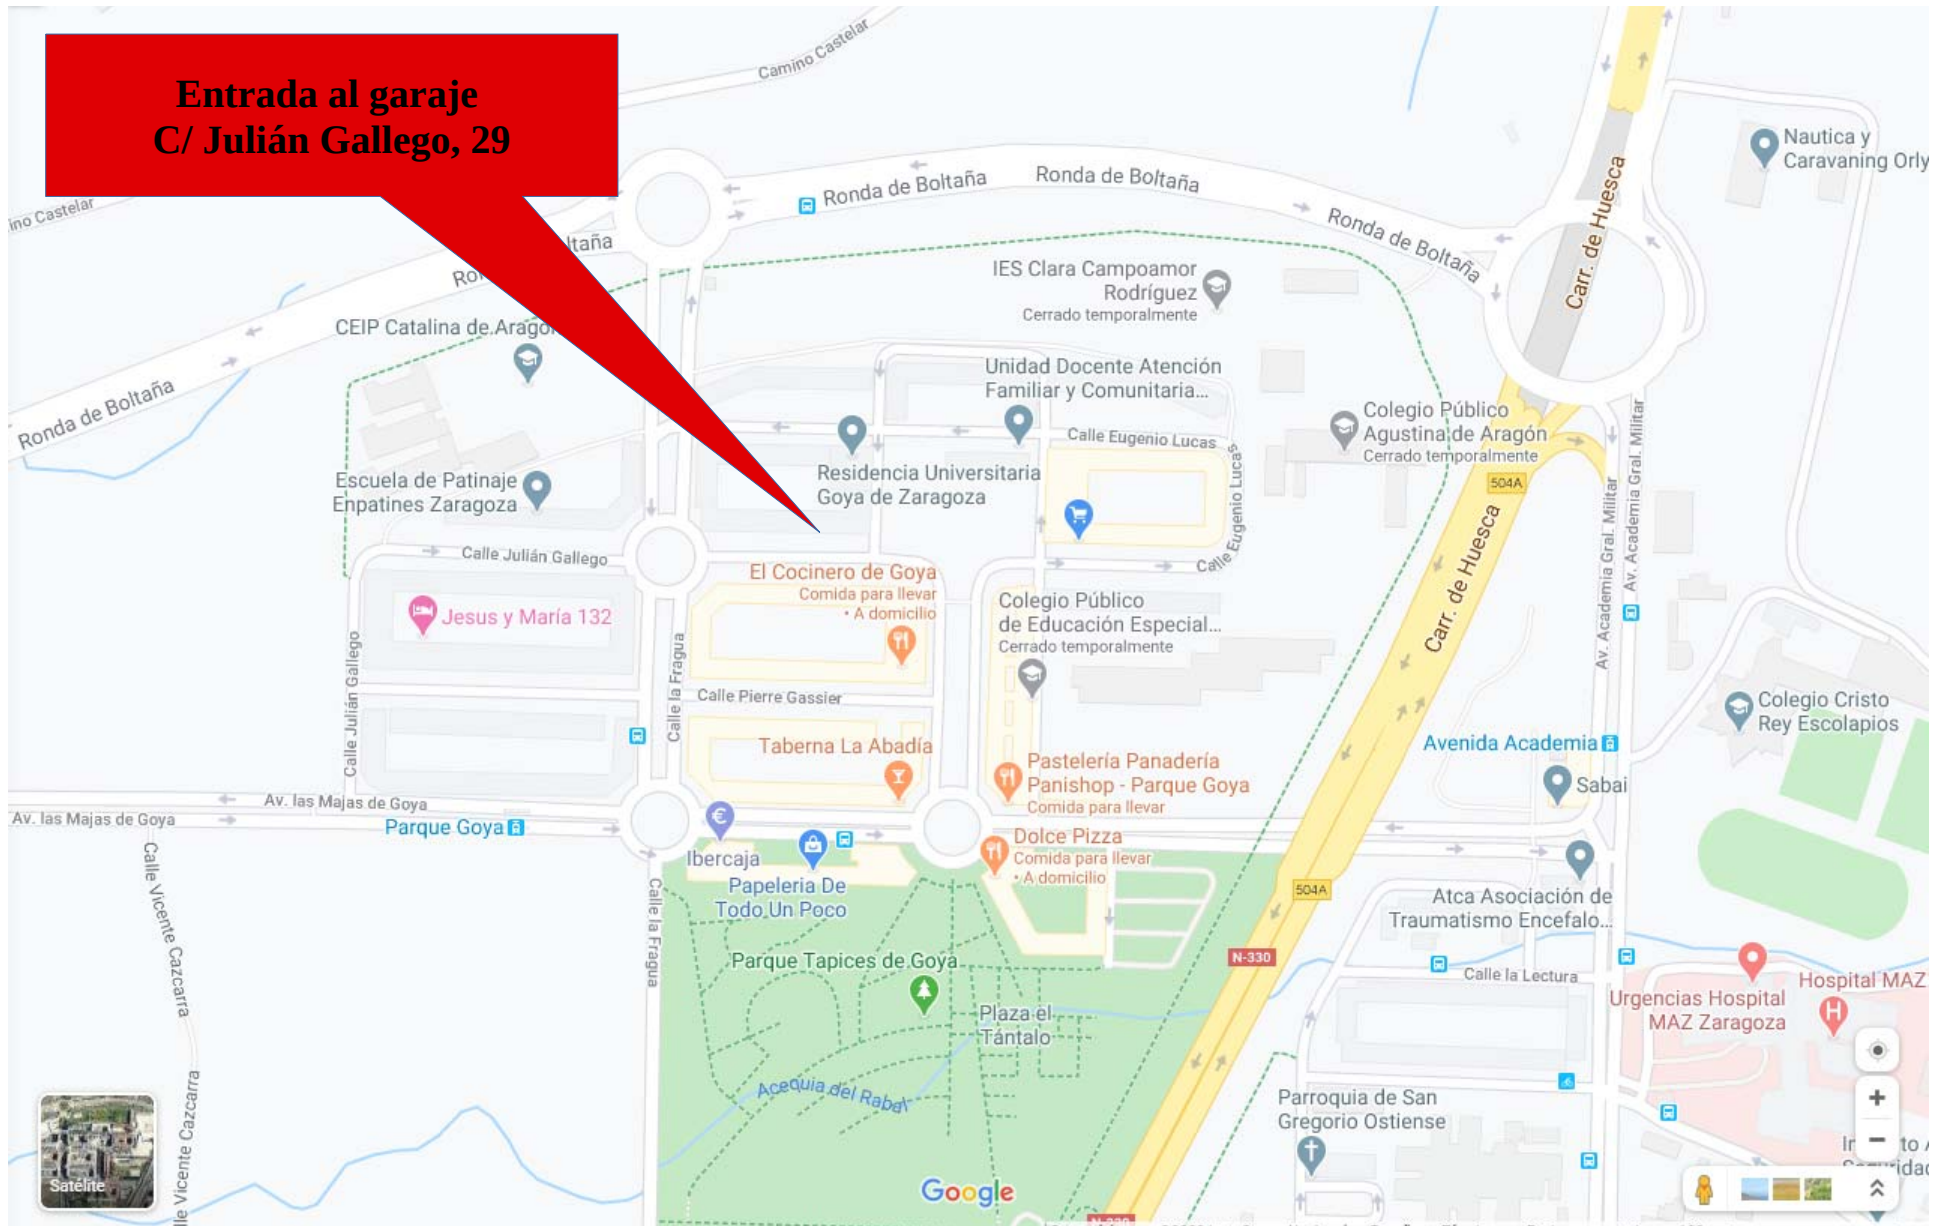 Entrada al garaje
C/ Julián Gallego, 29
Camino Castelar
Castelar
Ronda de Boltaña
Ronda de Boltaña
Ronda de Boltaña
Ronda de Boltaña
Carr. de Huesca
Nautica y
Caravaning Orly
IES Clara Campoamor
Rodríguez
Cerrado temporalmente
CEIP Catalina de
Unidad Docente Atención
Familiar y Comunitaria...
Calle Eugenio Lucas
Colegio Público
Agustina de Aragón
Cerrado temporalmente
Residencia Universitaria
Goya de Zaragoza
Escuela de Patinaje
Enpatines Zaragoza
504A
Calle Eugenio Lucas
Calle
Av. Academia Gral. Militar
Av. Academia Gral. Militar
Carr. de Huesca
Calle Julián Gallego
El Cocinero de Goya
Comida para llevar
• A domicilio
Colegio Público
de Educación Especial...
Cerrado temporalmente
Jesus y María 132
Calle Julián Gallego
Calle la Fragua
Calle Pierre Gassier
Colegio Cristo
Rey Escolapios
Taberna La Abadía
Avenida Academia
Pastelería Panadería
Panishop - Parque Goya
Comida para llevar
Sabai
Av. las Majas de Goya
Av. las Majas de Goya
Parque Goya
Dolce Pizza
Comida para llevar
• A domicilio
Ibercaja
Papeleria De
Todo Un Poco
504A
Atca Asociación de
Traumatismo Encefalo...
Calle Vicente Cazcarra
Calle la Fragua
Parque Tapices de Goya
N-330
Calle la Lectura
Hospital MAZ
Urgencias Hospital
MAZ Zaragoza
H
Plaza el
Tántalo
Acequia del Rabal
Vicente Cazcarra
Parroquia de San
Gregorio Ostiense
Satélite
Google
N-330